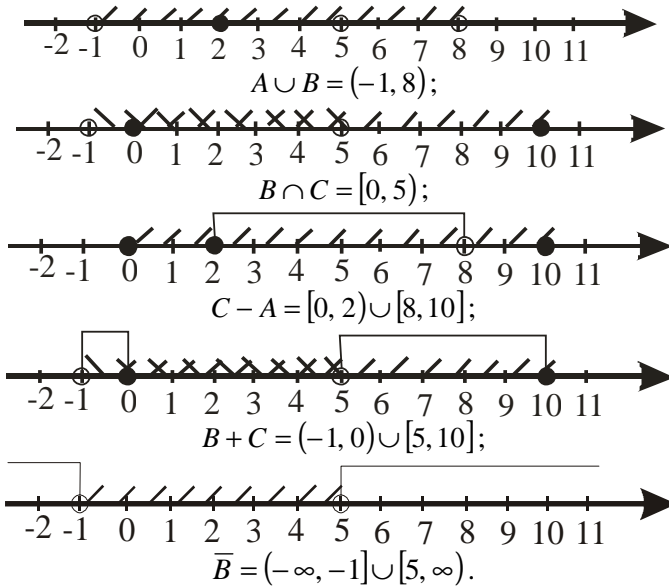 -2 -1 0 1 2 3 4 5 6 7 8 9 10 11
A ∪ B = (−1, 8);
-2 -1 0 1 2 3 4 5 6 7 8 9 10 11
B ∩ C = [0, 5);
-2 -1 0 1 2 3 4 5 6 7 8 9 10 11
C − A = [0, 2) ∪ [8, 10];
-2 -1 0 1 2 3 4 5 6 7 8 9 10 11
B + C = (−1, 0) ∪ [5, 10];
-2 -1 0 1 2 3 4 5 6 7 8 9 10 11
B̅ = (− ∞, −1] ∪ [5, ∞).